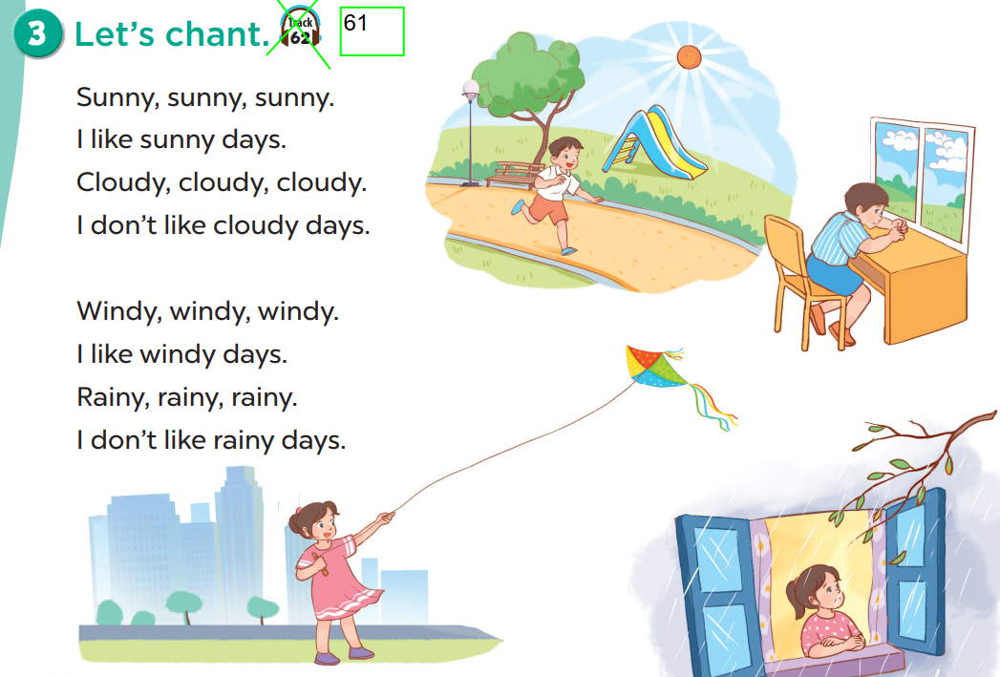 3 Let's chant. Track 62 61
Sunny, sunny, sunny.
I like sunny days.
Cloudy, cloudy, cloudy.
I don't like cloudy days.
Windy, windy, windy.
I like windy days.
Rainy, rainy, rainy.
I don't like rainy days.